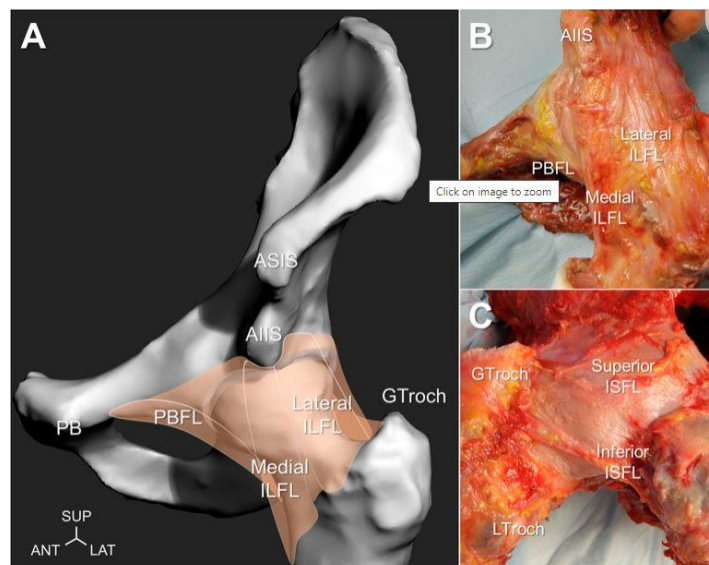 A
ASIS
AIIS
GTroch
PB
PBFL
Lateral
ILFL
Medial
ILFL
SUP
ANT
LAT
B
AIIS
Lateral
ILFL
PBFL
Click on image to zoom
Medial
ILFL
C
GTroch
Superior
ISFL
Inferior
ISFL
LTroch